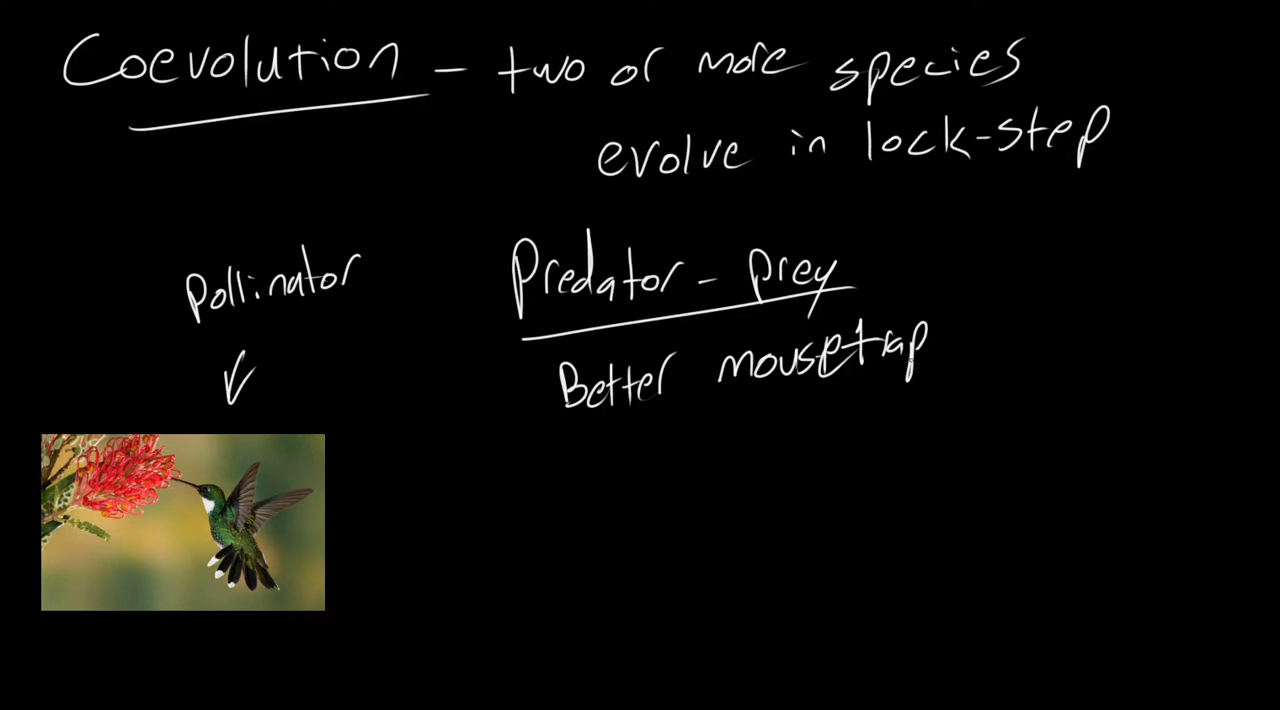 Coevolution - two or more species
evolve in lock-step
pollinator
Predator - prey
Better mousetrap